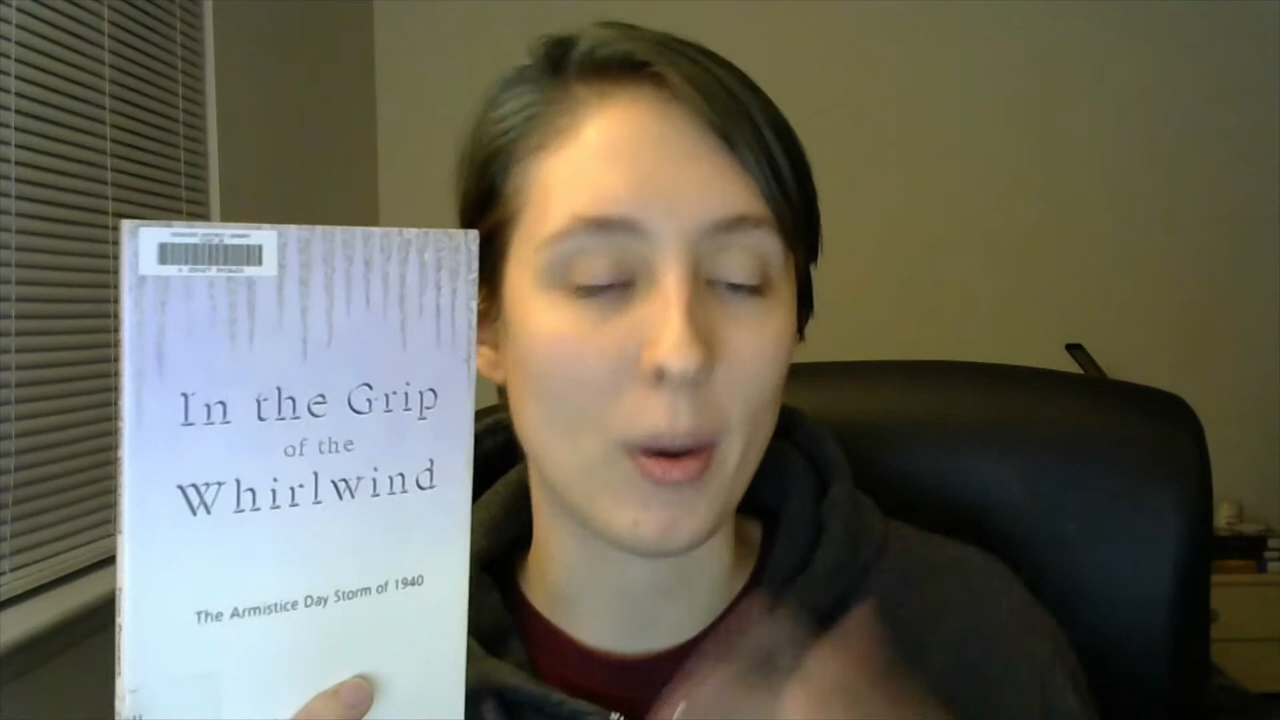 In the Grip
of the
Whirlwind
The Armistice Day Storm of 1940